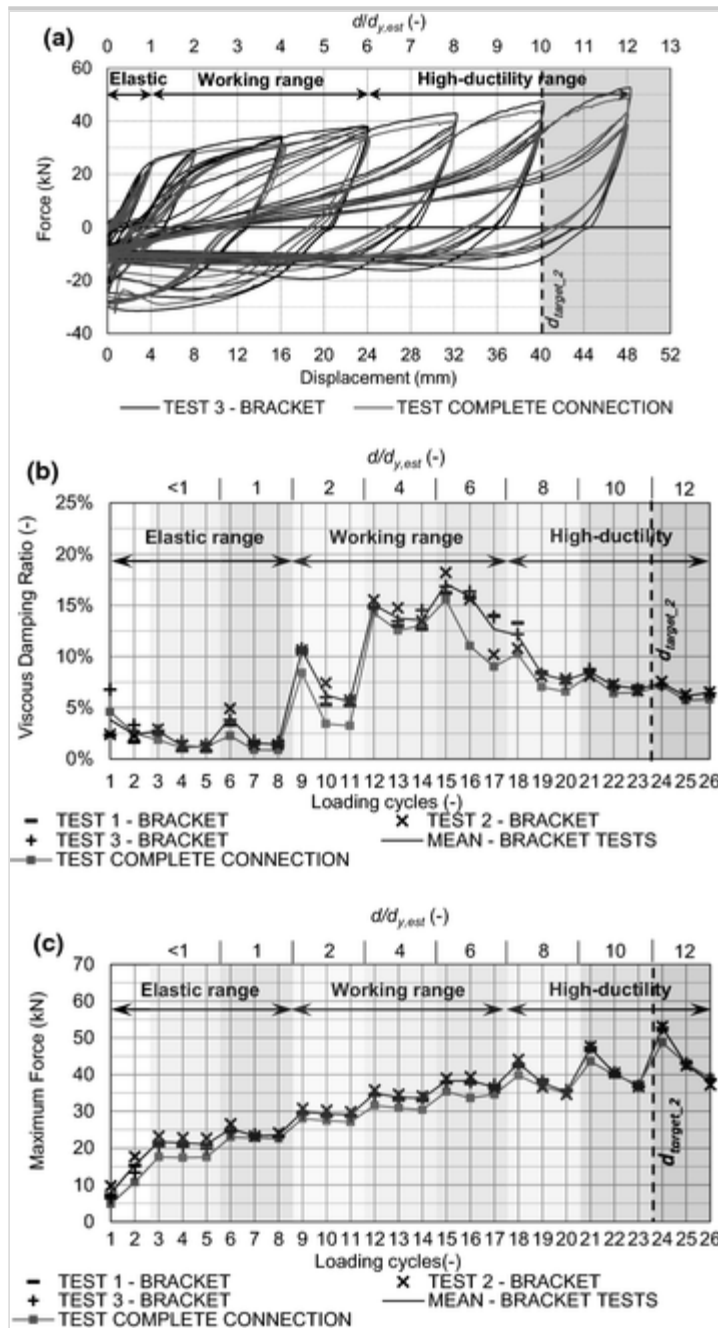 (a)
d/dy,est (-)
0 1 2 3 4 5 6 7 8 9 10 11 12 13
Elastic Working range High-ductility range
60
40
20
0
-20
-40
Force (kN)
dtarget_2
0 4 8 12 16 20 24 28 32 36 40 44 48 52
Displacement (mm)
TEST 3 - BRACKET TEST COMPLETE CONNECTION
(b)
d/dy,est (-)
<1 1 2 4 6 8 10 12
25%
20%
15%
10%
5%
0%
Viscous Damping Ratio (-)
Elastic range Working range High-ductility
dtarget_2
1 2 3 4 5 6 7 8 9 10 11 12 13 14 15 16 17 18 19 20 21 22 23 24 25 26
Loading cycles (-)
TEST 1 - BRACKET TEST 2 - BRACKET
TEST 3 - BRACKET MEAN - BRACKET TESTS
TEST COMPLETE CONNECTION
(c)
d/dy,est (-)
<1 1 2 4 6 8 10 12
70
60
50
40
30
20
10
0
Maximum Force (kN)
Elastic range Working range High-ductility
dtarget_2
1 2 3 4 5 6 7 8 9 10 11 12 13 14 15 16 17 18 19 20 21 22 23 24 25 26
Loading cycles(-)
TEST 1 - BRACKET TEST 2 - BRACKET
TEST 3 - BRACKET MEAN - BRACKET TESTS
TEST COMPLETE CONNECTION